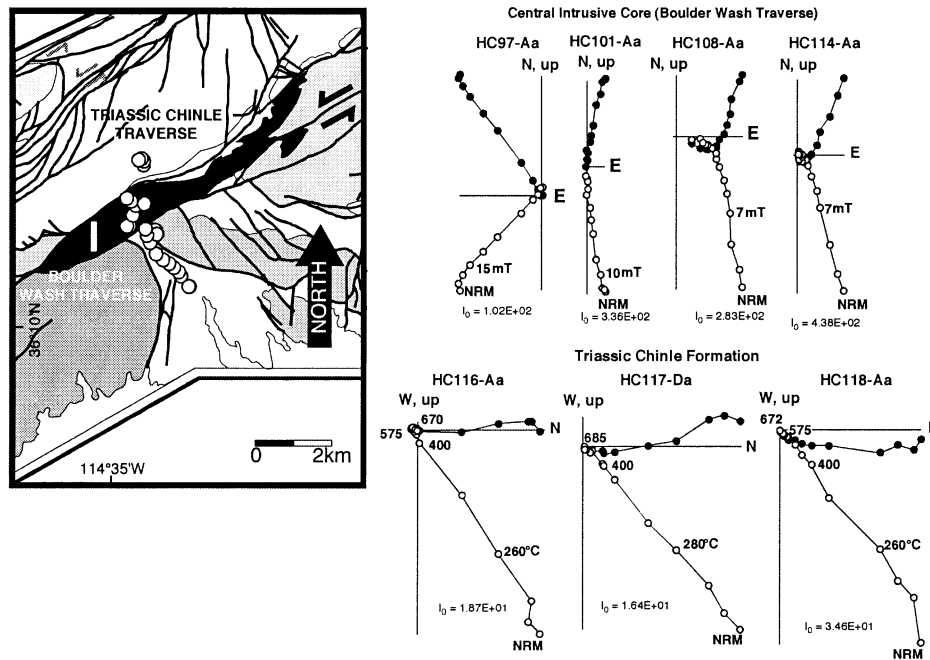 TRIASSIC CHINLE
TRAVERSE
BOULDER
WASH TRAVERSE
NORTH
36°10'N
0 2km
114°35'W
Central Intrusive Core (Boulder Wash Traverse)
HC97-Aa
N, up
E
15mT
NRM
I₀ = 1.02E+02
HC101-Aa
N, up
E
10mT
NRM
I₀ = 3.36E+02
HC108-Aa
N, up
E
7mT
NRM
I₀ = 2.83E+02
HC114-Aa
N, up
E
7mT
NRM
I₀ = 4.38E+02
Triassic Chinle Formation
HC116-Aa
W, up
670
N
575
400
260°C
I₀ = 1.87E+01
NRM
HC117-Da
W, up
685
N
400
280°C
I₀ = 1.64E+01
NRM
HC118-Aa
W, up
672
575
400
260°C
I₀ = 3.46E+01
NRM